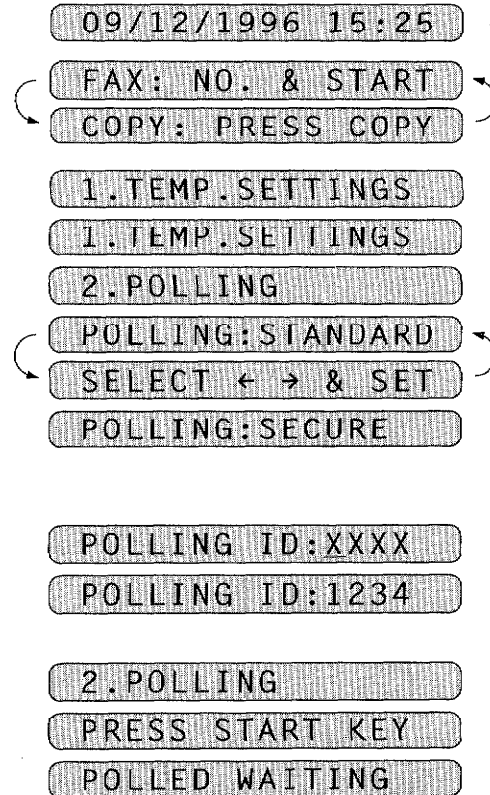 09/12/1996 15:25
FAX: NO. & START
COPY: PRESS COPY
1.TEMP.SETTINGS
1.TEMP.SETTINGS
2.POLLING
POLLING:STANDARD
SELECT ← → & SET
POLLING:SECURE
POLLING ID:XXXX
POLLING ID:1234
2.POLLING
PRESS START KEY
POLLED WAITING